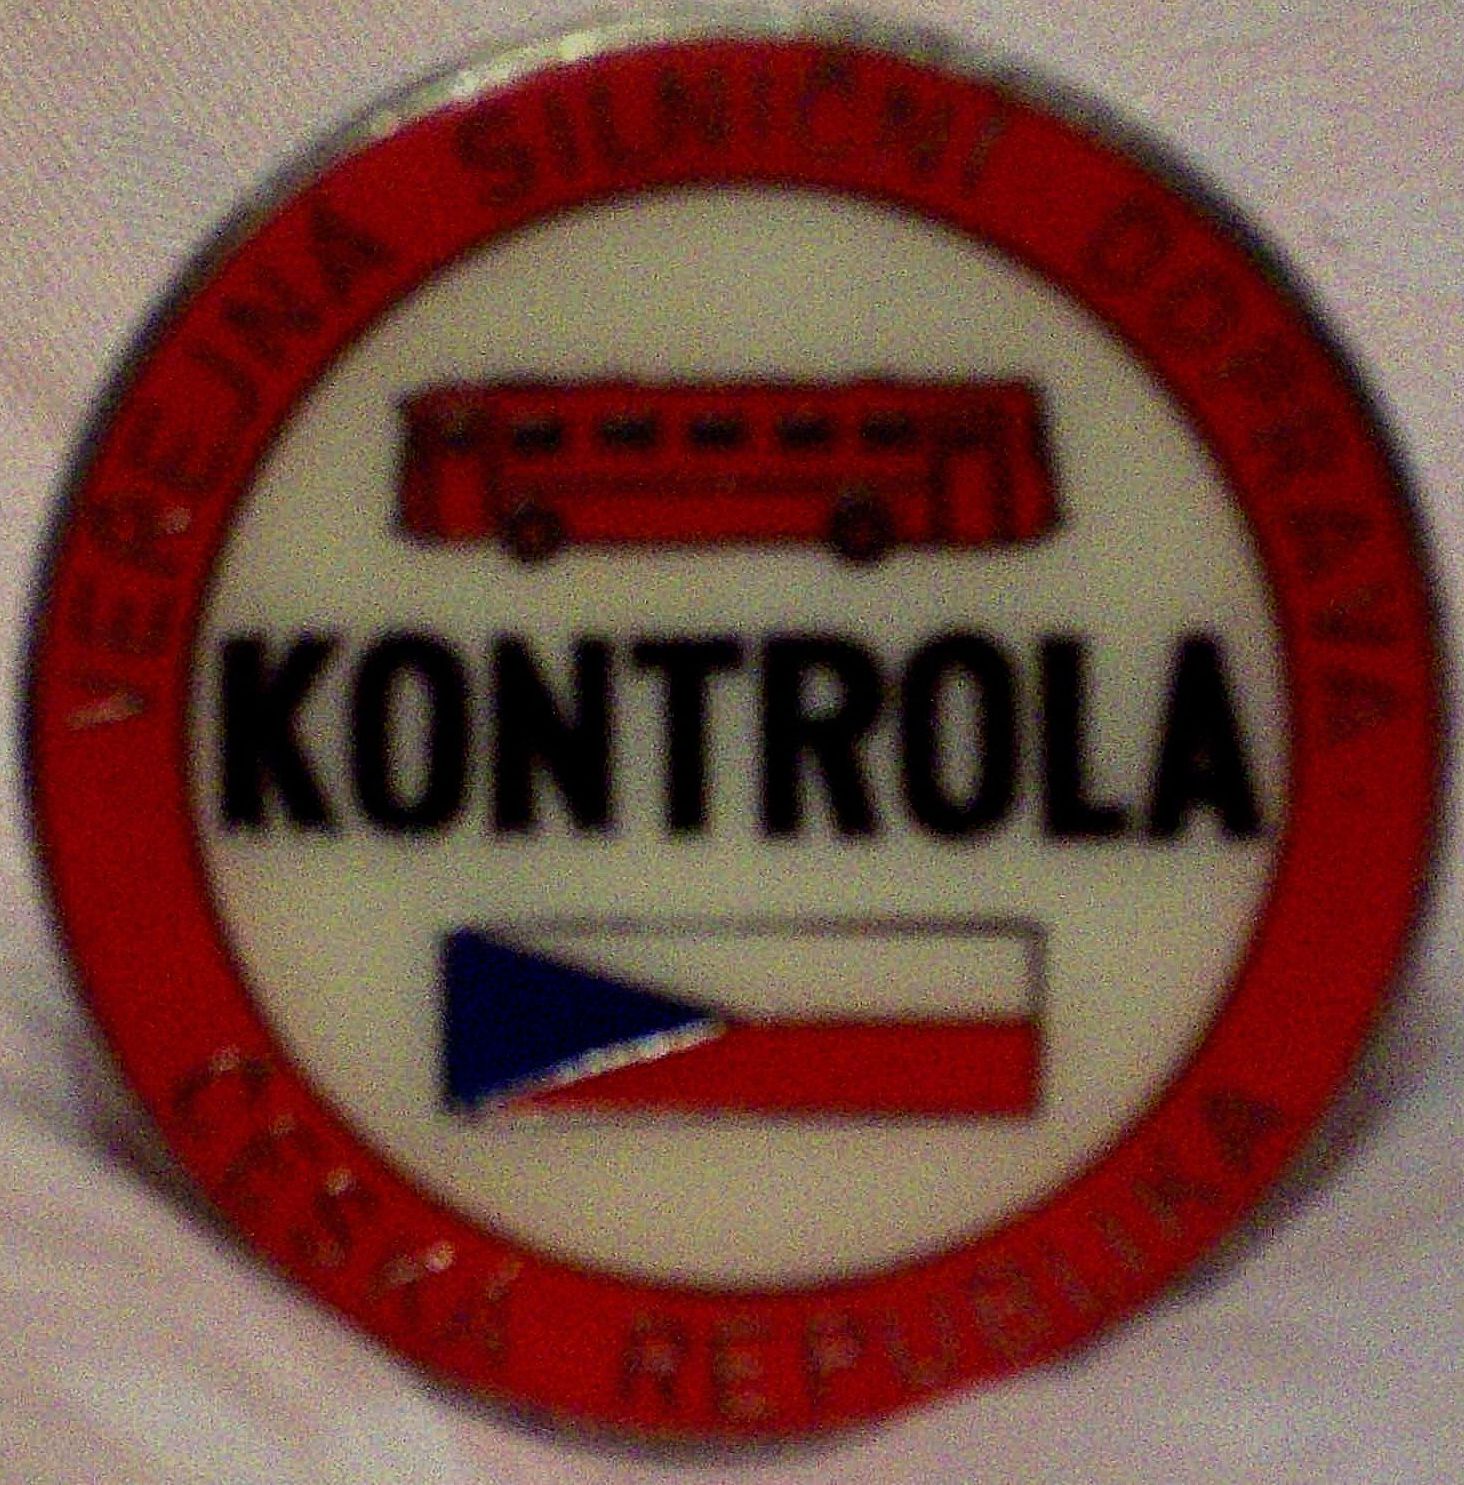 VEŘEJNÁ SILNIČNÍ DOPRAVA
KONTROLA
ČESKÁ REPUBLIKA